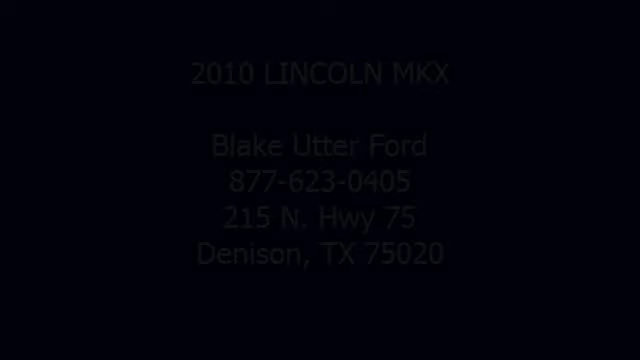 2010 LINCOLN MKX
Blake Utter Ford
877-623-0405
215 N. Hwy 75
Denison, TX 75020